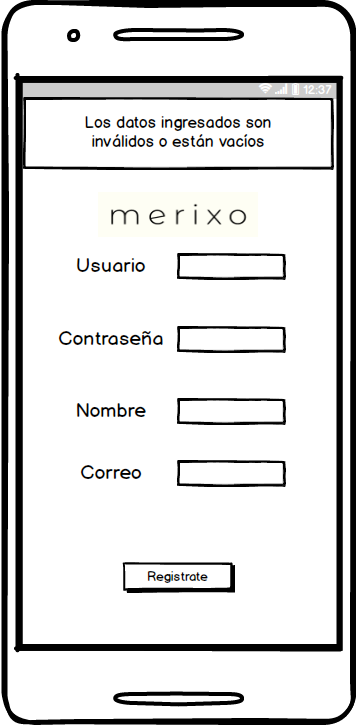 12:37
Los datos ingresados son
inválidos o están vacíos
merixo
Usuario
Contraseña
Nombre
Correo
Registrate